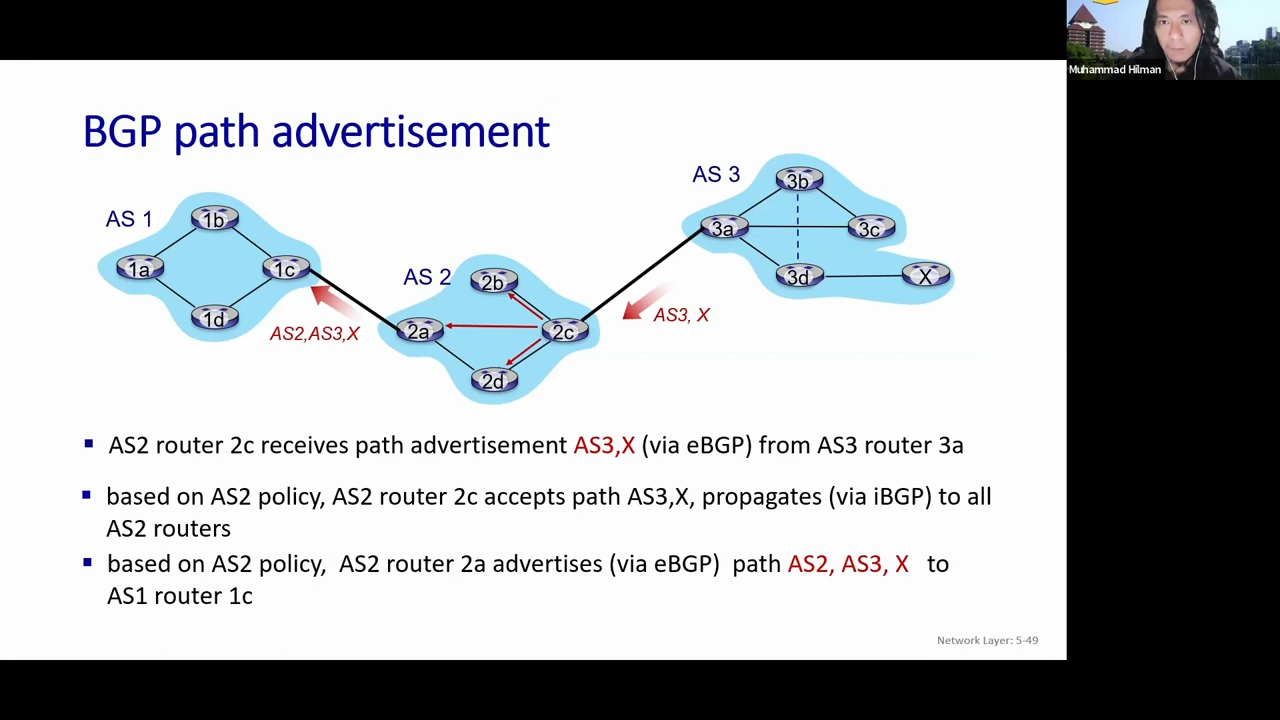 Muhammad Hilman
BGP path advertisement
AS 1
1b
1a
1c
1d
AS2,AS3,X
AS 2
2b
2a
2c
2d
AS3, X
AS 3
3b
3a
3c
3d
X
▪ AS2 router 2c receives path advertisement AS3,X (via eBGP) from AS3 router 3a
▪ based on AS2 policy, AS2 router 2c accepts path AS3,X, propagates (via iBGP) to all
AS2 routers
▪ based on AS2 policy, AS2 router 2a advertises (via eBGP) path AS2, AS3, X to
AS1 router 1c
Network Layer: 5-49